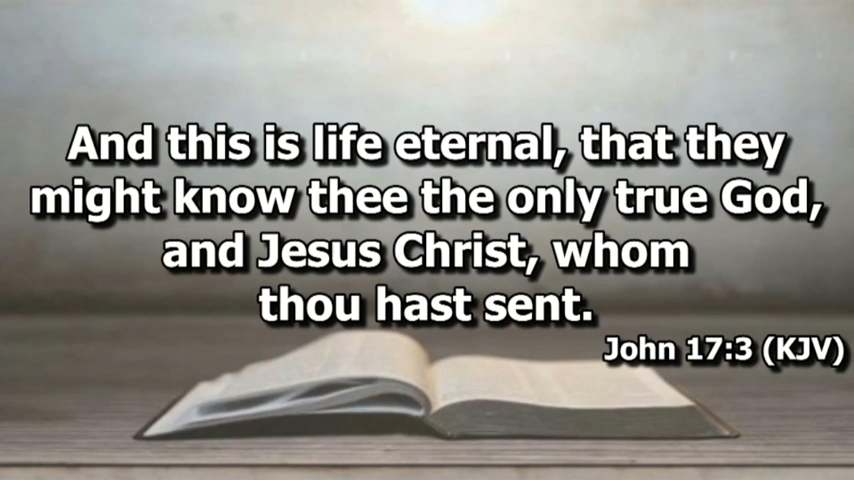 And this is life eternal, that they
might know thee the only true God,
and Jesus Christ, whom
thou hast sent.
John 17:3 (KJV)